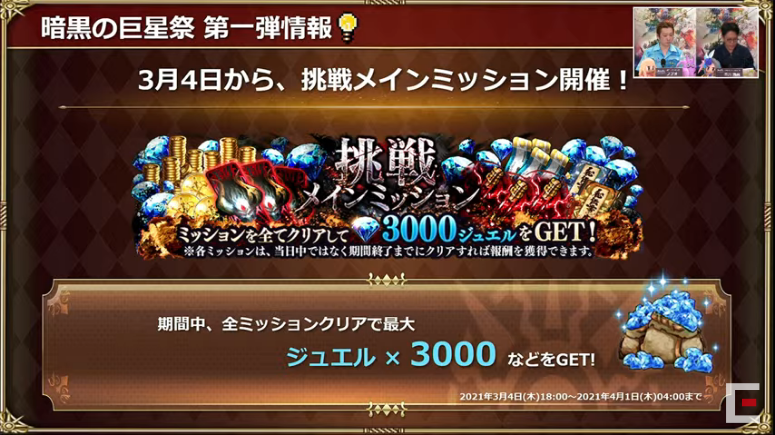 暗黒の巨星祭 第一弾情報
3月4日から、挑戦メインミッション開催！
挑戦
メインミッション
ミッションを全てクリアして3000ジュエルをGET!
※各ミッションは、当日中ではなく期間終了までにクリアすれば報酬を獲得できます。
期間中、全ミッションクリアで最大
ジュエル × 3000 などをGET!
2021年3月4日(木)18:00～2021年4月1日(木)04:00まで